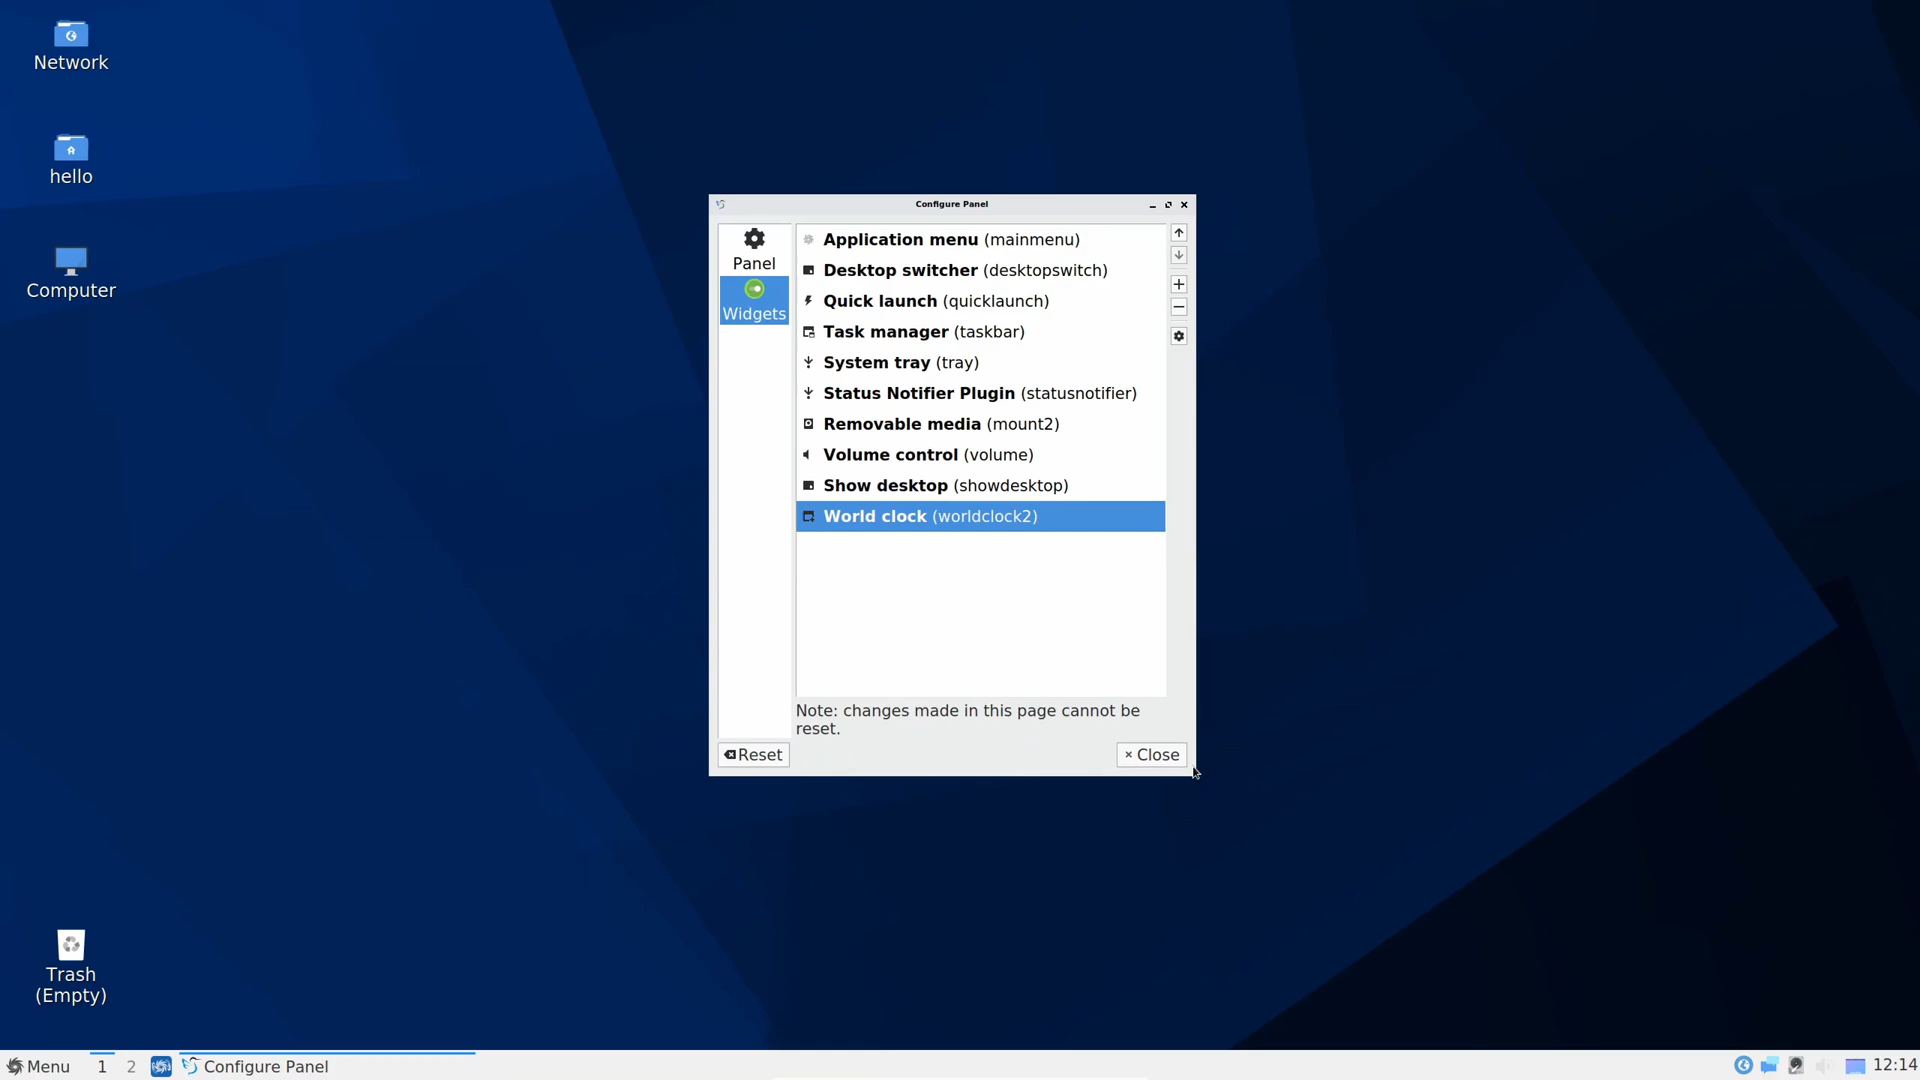 Network
hello
Computer
Trash
(Empty)
Configure Panel
Panel
Widgets
Application menu (mainmenu)
Desktop switcher (desktopswitch)
Quick launch (quicklaunch)
Task manager (taskbar)
System tray (tray)
Status Notifier Plugin (statusnotifier)
Removable media (mount2)
Volume control (volume)
Show desktop (showdesktop)
World clock (worldclock2)
Note: changes made in this page cannot be
reset.
Reset
Close
Menu 1 2 Configure Panel 12:14